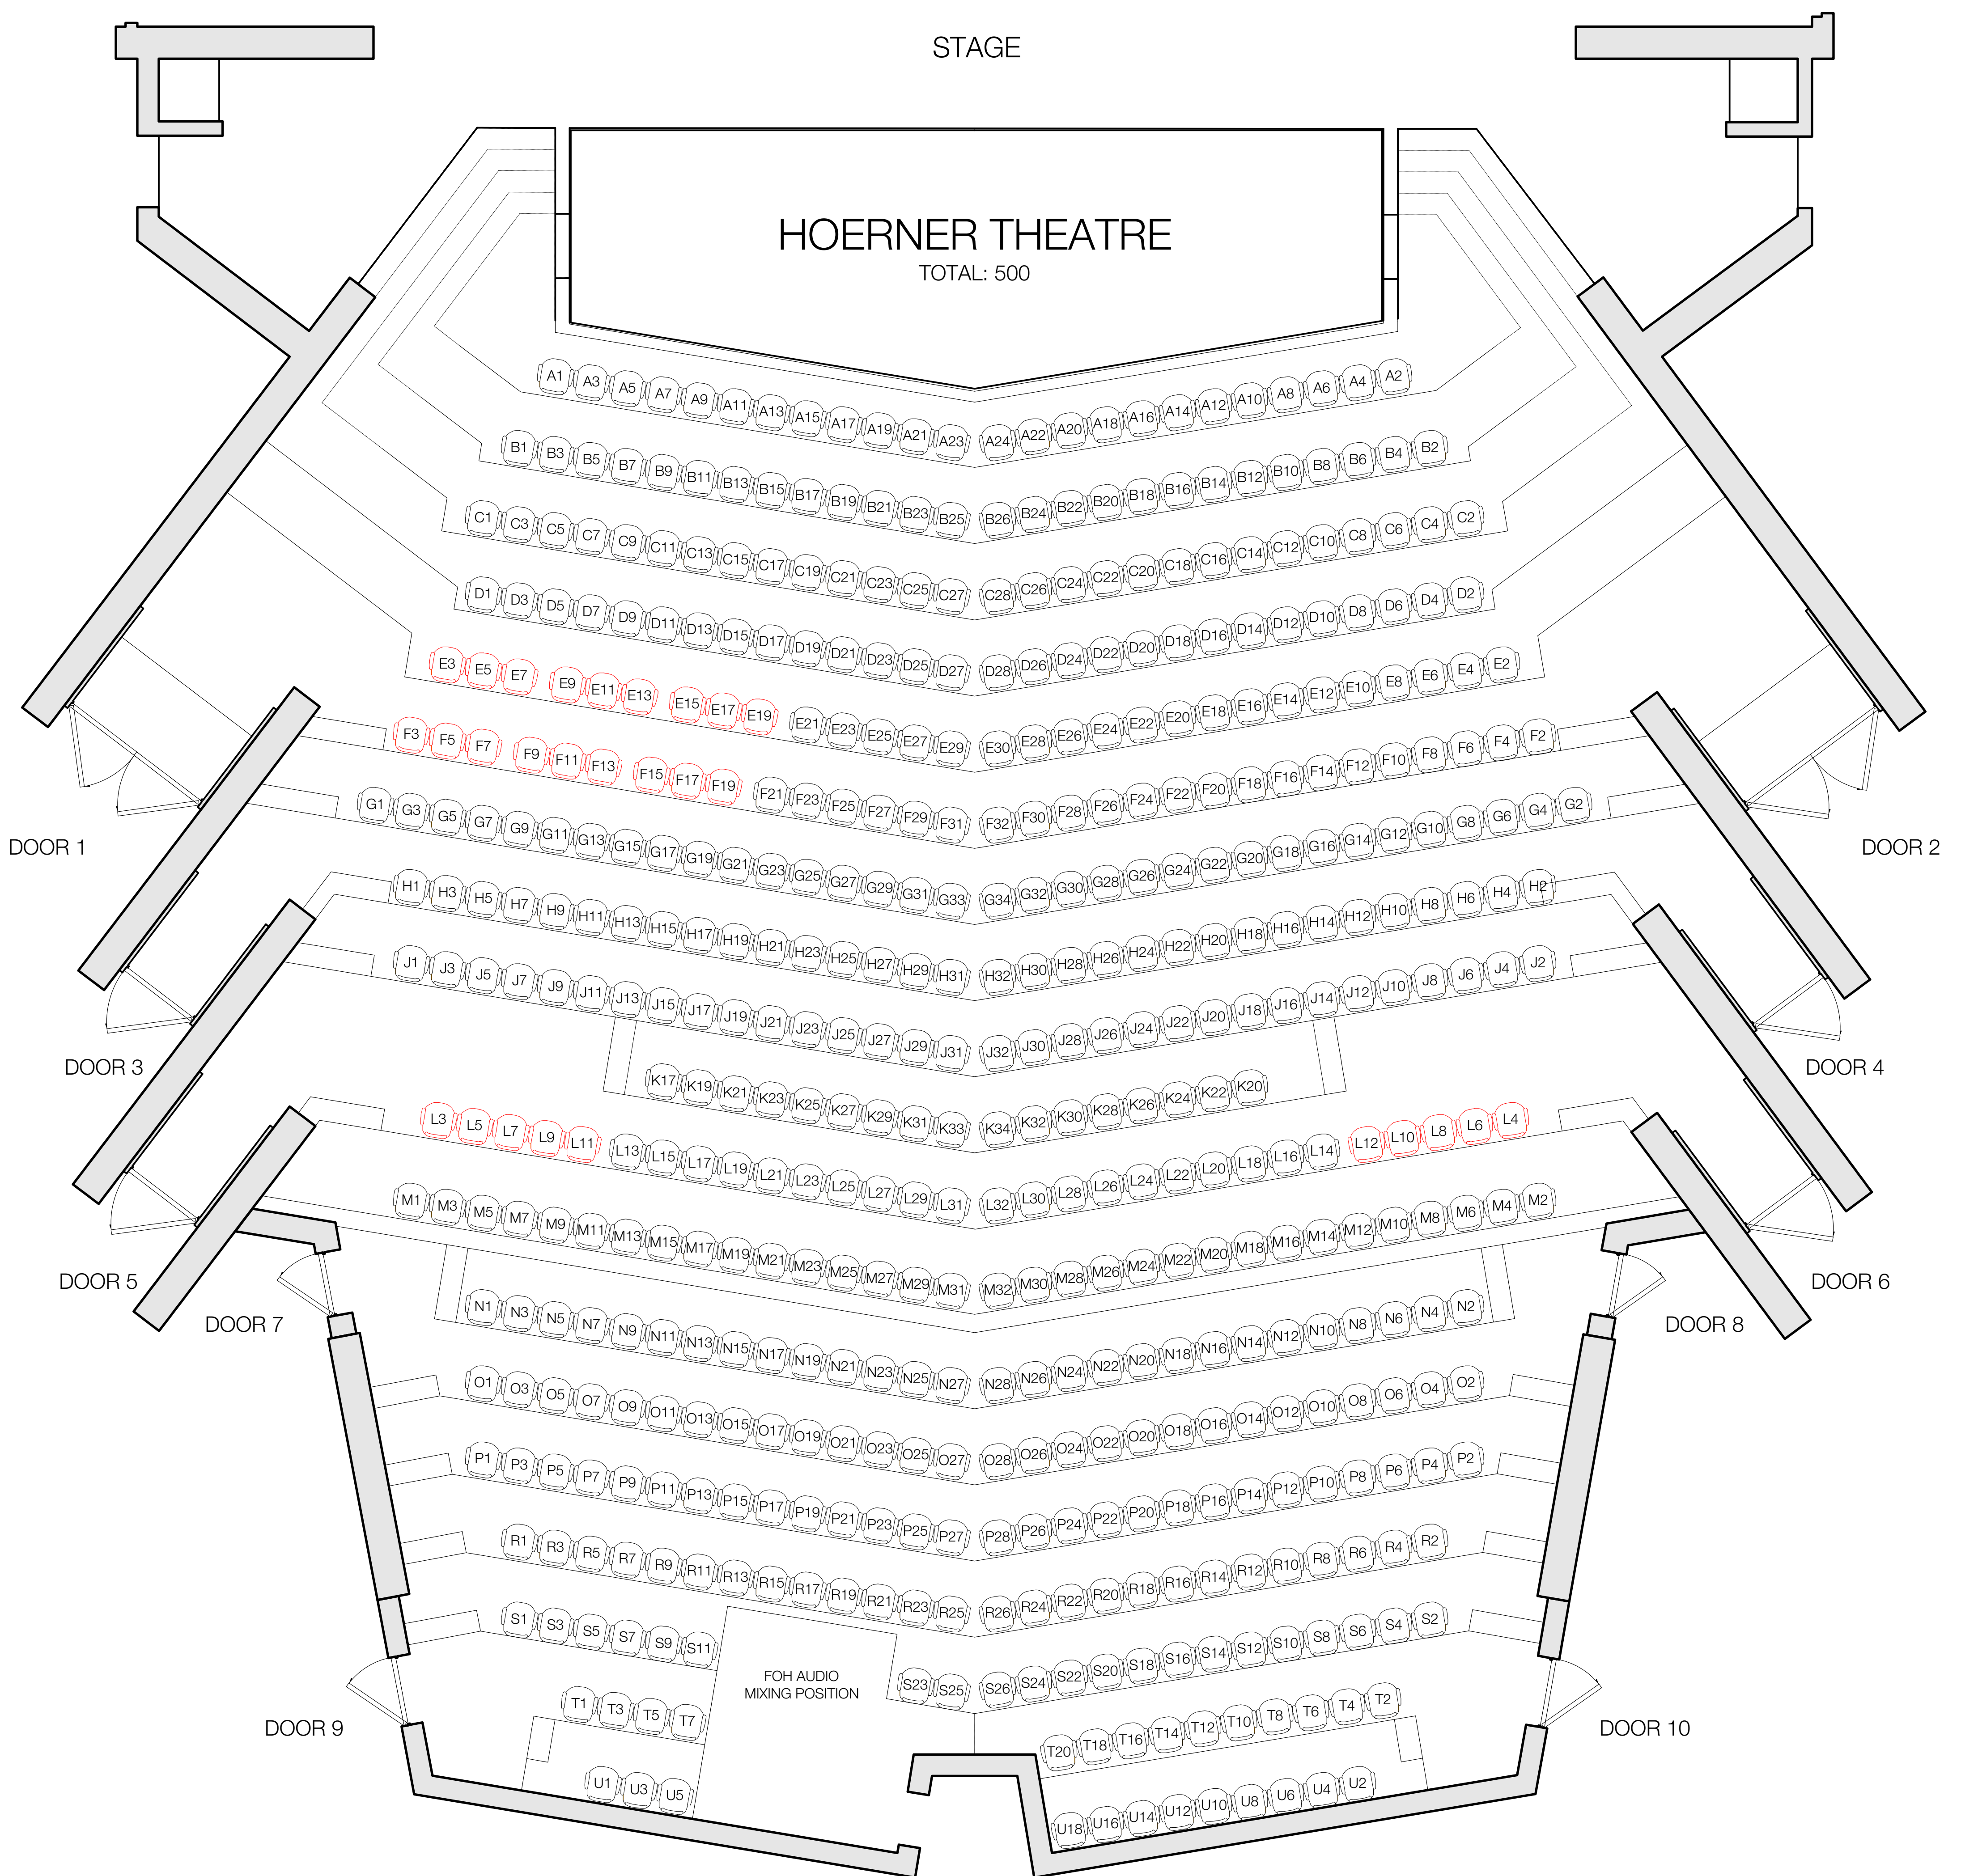 STAGE
HOERNER THEATRE
TOTAL: 500
A1 A3 A5 A7 A9 A11 A13 A15 A17 A19 A21 A23 A24 A22 A20 A18 A16 A14 A12 A10 A8 A6 A4 A2
B1 B3 B5 B7 B9 B11 B13 B15 B17 B19 B21 B23 B25 B26 B24 B22 B20 B18 B16 B14 B12 B10 B8 B6 B4 B2
C1 C3 C5 C7 C9 C11 C13 C15 C17 C19 C21 C23 C25 C27 C28 C26 C24 C22 C20 C18 C16 C14 C12 C10 C8 C6 C4 C2
D1 D3 D5 D7 D9 D11 D13 D15 D17 D19 D21 D23 D25 D27 D28 D26 D24 D22 D20 D18 D16 D14 D12 D10 D8 D6 D4 D2
E3 E5 E7 E9 E11 E13 E15 E17 E19 E21 E23 E25 E27 E29 E30 E28 E26 E24 E22 E20 E18 E16 E14 E12 E10 E8 E6 E4 E2
F3 F5 F7 F9 F11 F13 F15 F17 F19 F21 F23 F25 F27 F29 F31 F32 F30 F28 F26 F24 F22 F20 F18 F16 F14 F12 F10 F8 F6 F4 F2
DOOR 1
DOOR 2
G1 G3 G5 G7 G9 G11 G13 G15 G17 G19 G21 G23 G25 G27 G29 G31 G33 G34 G32 G30 G28 G26 G24 G22 G20 G18 G16 G14 G12 G10 G8 G6 G4 G2
H1 H3 H5 H7 H9 H11 H13 H15 H17 H19 H21 H23 H25 H27 H29 H31 H32 H30 H28 H26 H24 H22 H20 H18 H16 H14 H12 H10 H8 H6 H4 H2
J1 J3 J5 J7 J9 J11 J13 J15 J17 J19 J21 J23 J25 J27 J29 J31 J32 J30 J28 J26 J24 J22 J20 J18 J16 J14 J12 J10 J8 J6 J4 J2
DOOR 3
DOOR 4
K17 K19 K21 K23 K25 K27 K29 K31 K33 K34 K32 K30 K28 K26 K24 K22 K20
L3 L5 L7 L9 L11 L13 L15 L17 L19 L21 L23 L25 L27 L29 L31 L32 L30 L28 L26 L24 L22 L20 L18 L16 L14 L12 L10 L8 L6 L4
M1 M3 M5 M7 M9 M11 M13 M15 M17 M19 M21 M23 M25 M27 M29 M31 M32 M30 M28 M26 M24 M22 M20 M18 M16 M14 M12 M10 M8 M6 M4 M2
DOOR 5
DOOR 6
DOOR 7
DOOR 8
N1 N3 N5 N7 N9 N11 N13 N15 N17 N19 N21 N23 N25 N27 N28 N26 N24 N22 N20 N18 N16 N14 N12 N10 N8 N6 N4 N2
O1 O3 O5 O7 O9 O11 O13 O15 O17 O19 O21 O23 O25 O27 O28 O26 O24 O22 O20 O18 O16 O14 O12 O10 O8 O6 O4 O2
P1 P3 P5 P7 P9 P11 P13 P15 P17 P19 P21 P23 P25 P27 P28 P26 P24 P22 P20 P18 P16 P14 P12 P10 P8 P6 P4 P2
R1 R3 R5 R7 R9 R11 R13 R15 R17 R19 R21 R23 R25 R26 R24 R22 R20 R18 R16 R14 R12 R10 R8 R6 R4 R2
S1 S3 S5 S7 S9 S11 S23 S25 S26 S24 S22 S20 S18 S16 S14 S12 S10 S8 S6 S4 S2
FOH AUDIO
MIXING POSITION
T1 T3 T5 T7 T20 T18 T16 T14 T12 T10 T8 T6 T4 T2
DOOR 9
DOOR 10
U1 U3 U5 U18 U16 U14 U12 U10 U8 U6 U4 U2